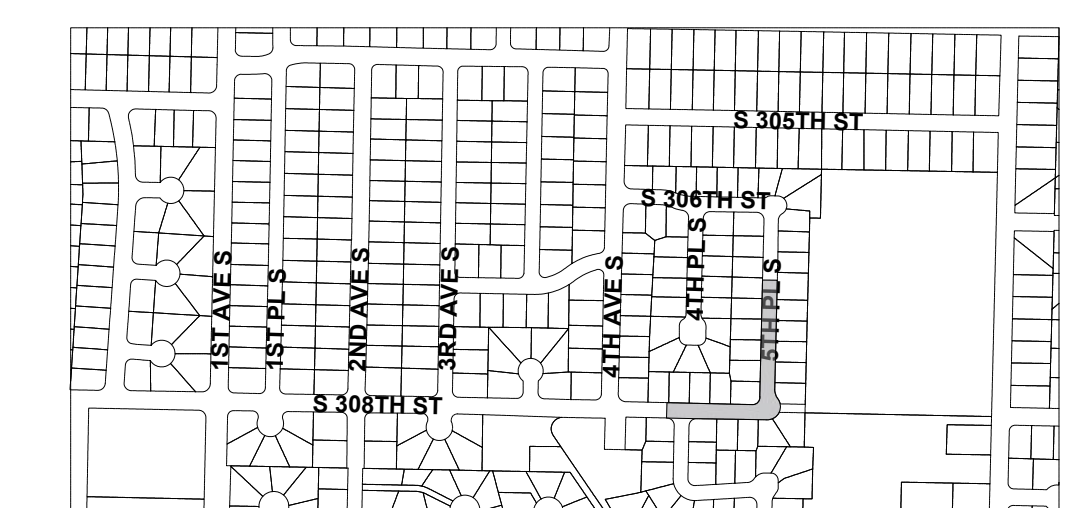 S 305TH ST
S 306TH ST
1ST AVE S
1ST PL S
2ND AVE S
3RD AVE S
4TH AVE S
4TH PL S
5TH PL S
S 308TH ST